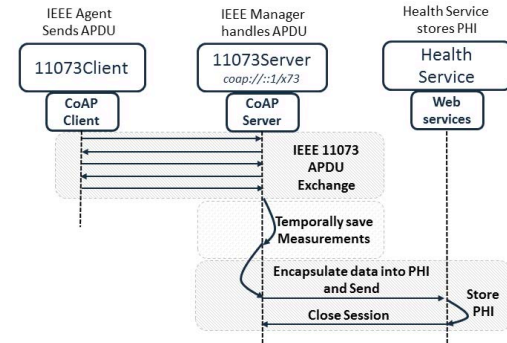 IEEE Agent
Sends APDU
IEEE Manager
handles APDU
Health Service
stores PHI
11073Client
11073Server
coap://::1/x73
Health
Service
CoAP
Client
CoAP
Server
Web
services
IEEE 11073
APDU
Exchange
Temporally save
Measurements
Encapsulate data into PHI
and Send
Store
PHI
Close Session